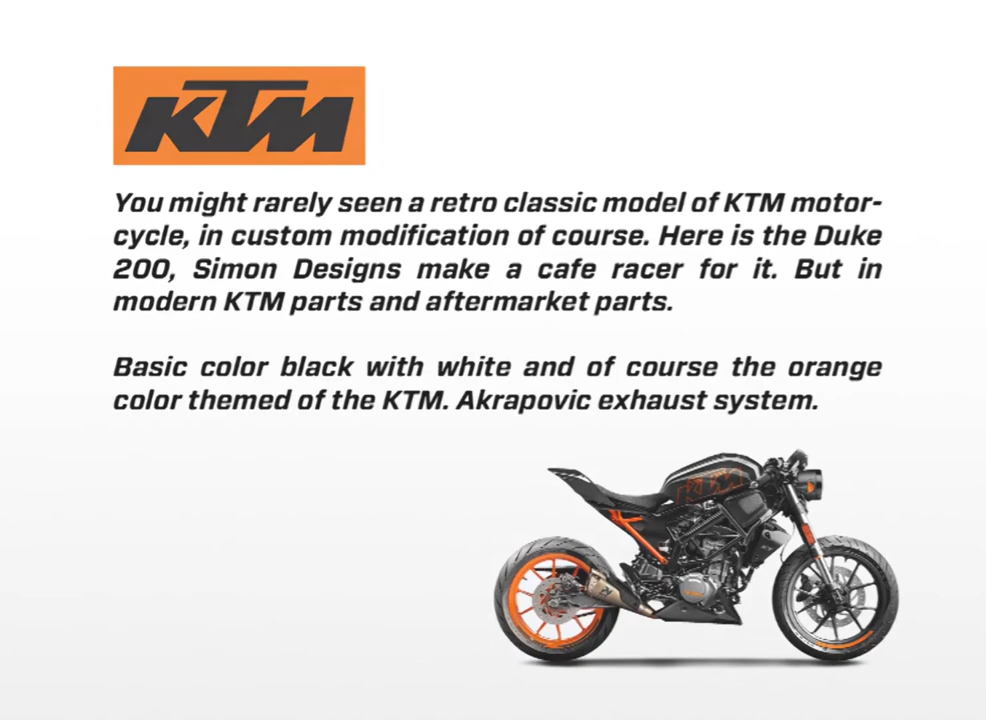 KTM
You might rarely seen a retro classic model of KTM motor-
cycle, in custom modification of course. Here is the Duke
200, Simon Designs make a cafe racer for it. But in
modern KTM parts and aftermarket parts.
Basic color black with white and of course the orange
color themed of the KTM. Akrapovic exhaust system.
KTM